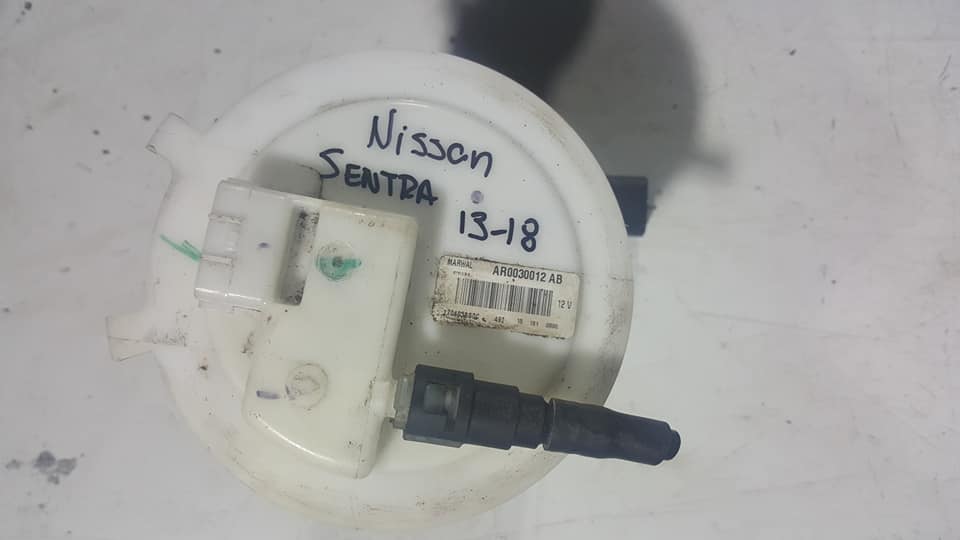 Nissan
SENTRA
13-18
MARWAL
AR0030012 AB
12 V